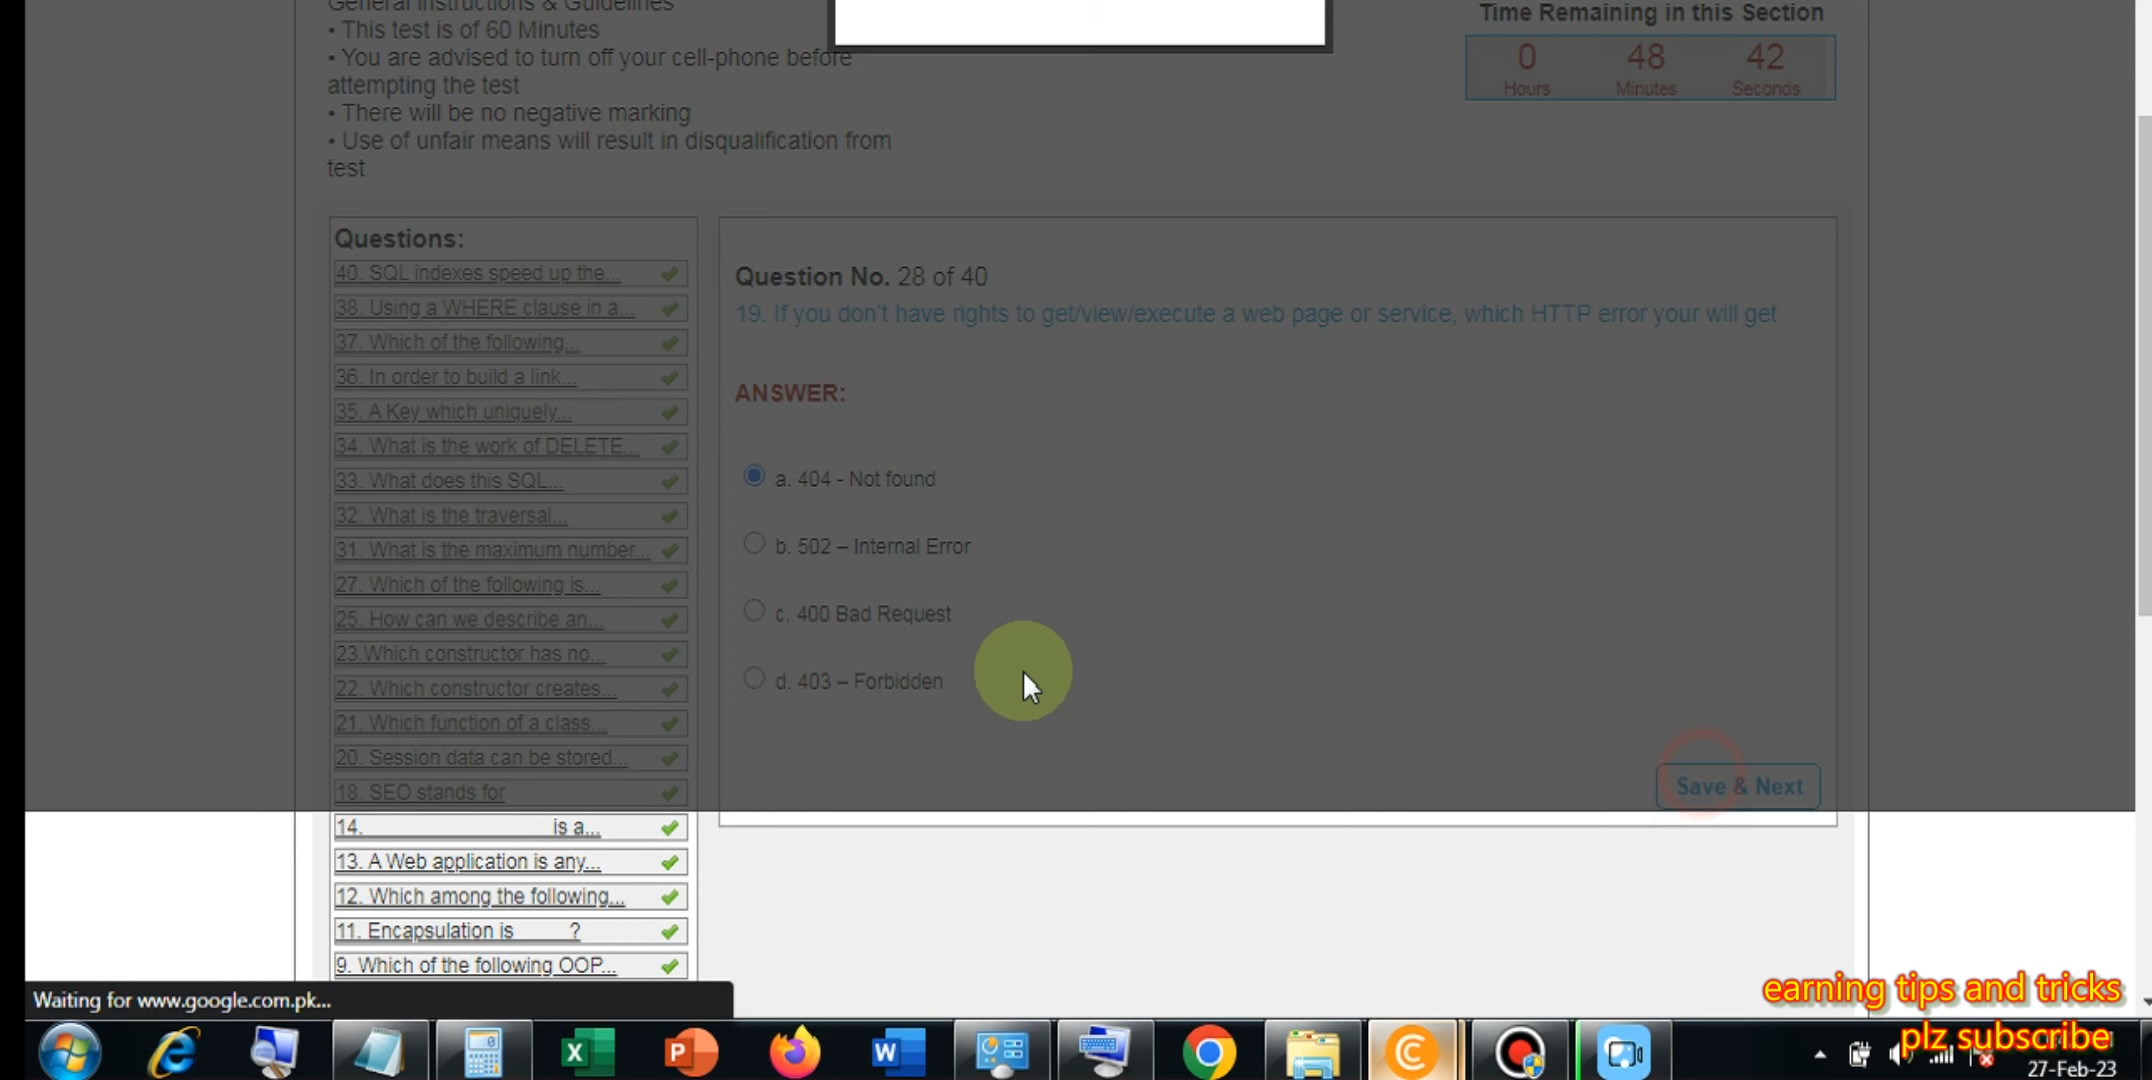 General Instructions & Guidelines
• This test is of 60 Minutes
• You are advised to turn off your cell-phone before
attempting the test
• There will be no negative marking
• Use of unfair means will result in disqualification from
test
Time Remaining in this Section
0 48 42
Hours Minutes Seconds
Questions:
40. SQL indexes speed up the...
38. Using a WHERE clause in a...
37. Which of the following...
36. In order to build a link...
35. A Key which uniquely...
34. What is the work of DELETE...
33. What does this SQL...
32. What is the traversal...
31. What is the maximum number...
27. Which of the following is...
25. How can we describe an...
23.Which constructor has no...
22. Which constructor creates...
21. Which function of a class...
20. Session data can be stored...
18. SEO stands for
14. ________________ is a...
13. A Web application is any...
12. Which among the following...
11. Encapsulation is _____?
9. Which of the following OOP...
Question No. 28 of 40
19. If you don't have rights to get/view/execute a web page or service, which HTTP error your will get
ANSWER:
a. 404 - Not found
b. 502 – Internal Error
c. 400 Bad Request
d. 403 – Forbidden
Save & Next
Waiting for www.google.com.pk...
earning tips and tricks
plz subscribe
27-Feb-23